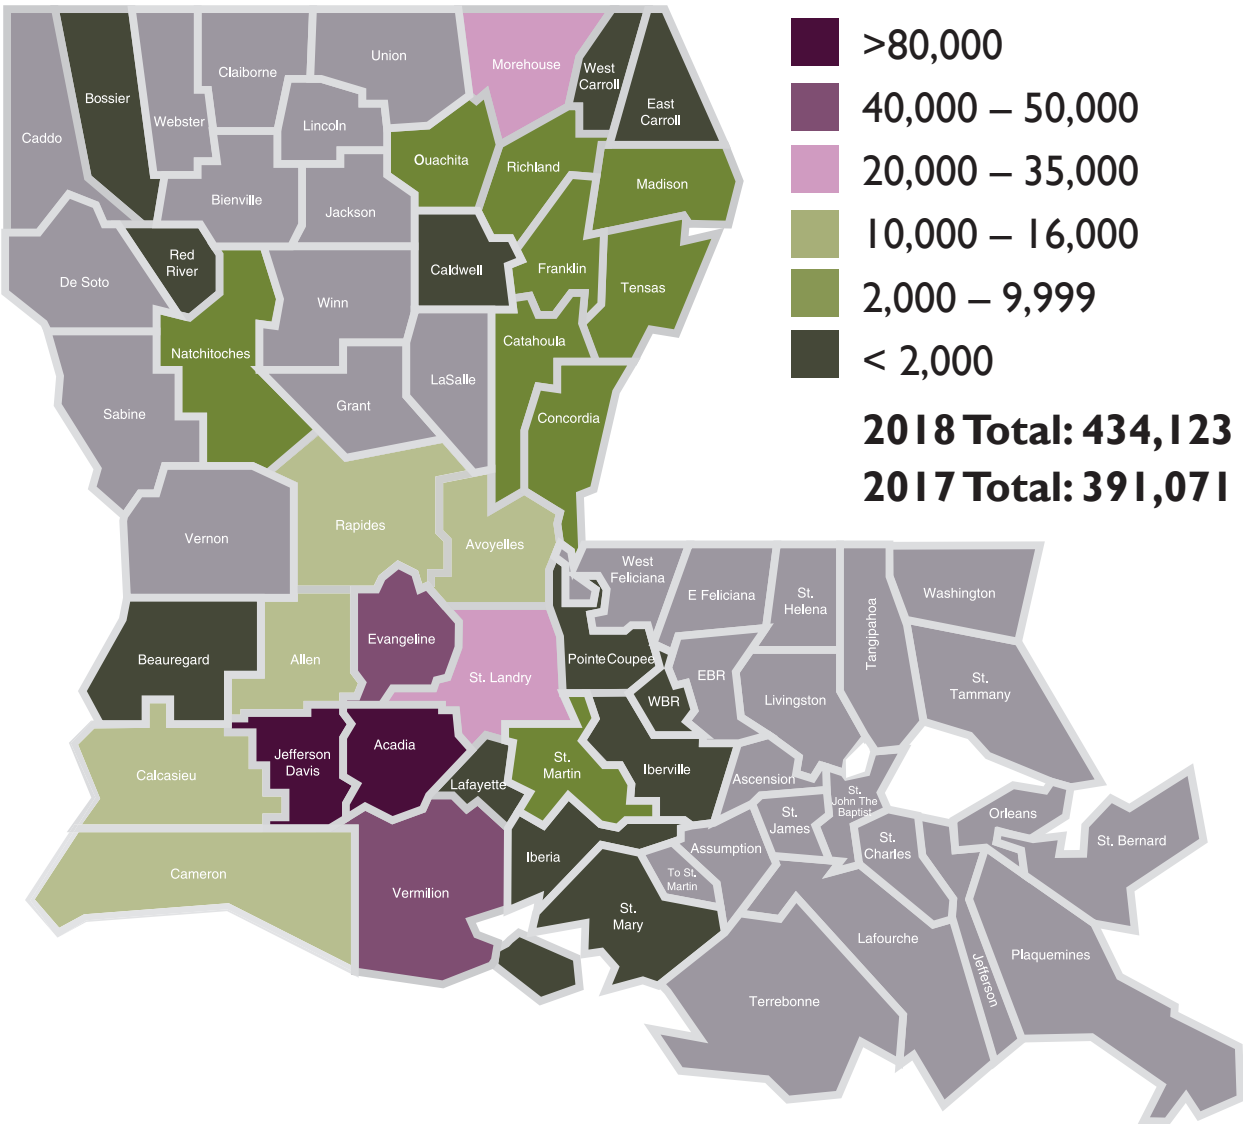 >80,000
40,000 – 50,000
20,000 – 35,000
10,000 – 16,000
2,000 – 9,999
< 2,000
2018 Total: 434,123
2017 Total: 391,071
Caddo
Bossier
Webster
Claiborne
Union
Lincoln
Morehouse
West
Carroll
East
Carroll
Ouachita
Richland
Madison
Bienville
Jackson
Red
River
De Soto
Caldwell
Franklin
Tensas
Winn
Natchitoches
Catahoula
LaSalle
Sabine
Grant
Concordia
Vernon
Rapides
Avoyelles
West
Feliciana
E Feliciana
St.
Helena
Tangipahoa
Washington
Beauregard
Allen
Evangeline
St. Landry
Pointe Coupee
WBR
EBR
Livingston
St.
Tammany
Calcasieu
Jefferson
Davis
Acadia
Lafayette
St.
Martin
Iberville
Ascension
St.
John The
Baptist
St.
James
St.
Charles
Orleans
St. Bernard
Cameron
Vermilion
Iberia
St.
Mary
Assumption
To St.
Martin
Terrebonne
Lafourche
Jefferson
Plaquemines